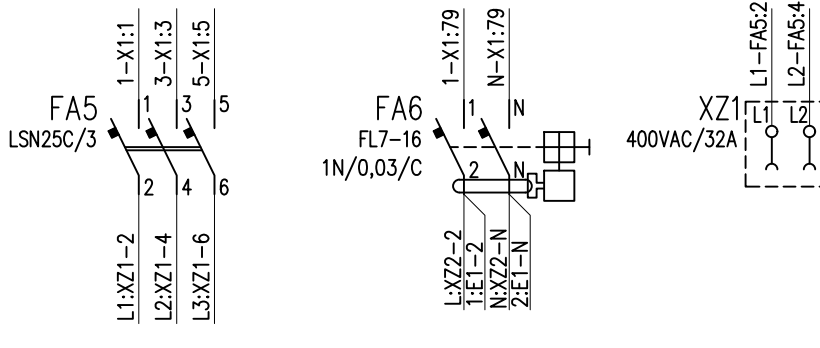 1-X1:1
3-X1:3
5-X1:5
FA5
LSN25C/3
1
3
5
2
4
6
L1:XZ1-2
L2:XZ1-4
L3:XZ1-6
1-X1:79
N-X1:79
FA6
FL7-16
1N/0,03/C
1
N
2
N
L:XZ2-2
1:E1-2
N:XZ2-N
2:E1-N
L1-FA5:2
L2-FA5:4
XZ1
400VAC/32A
L1
L2